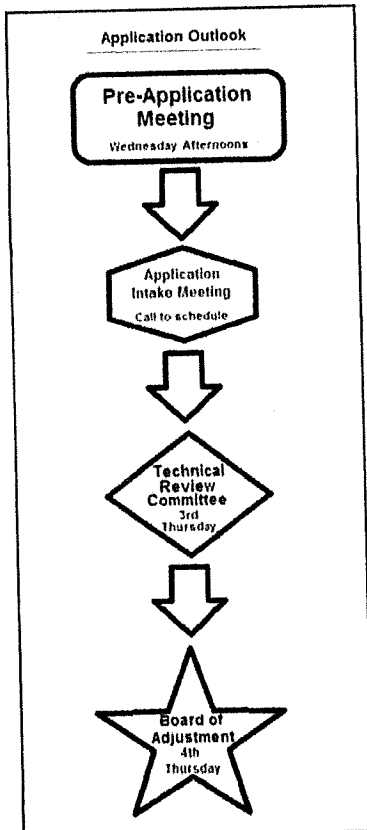 Application Outlook
Pre-Application
Meeting
Wednesday Afternoons
Application
Intake Meeting
Call to schedule
Technical
Review
Committee
3rd
Thursday
Board of
Adjustment
4th
Thursday